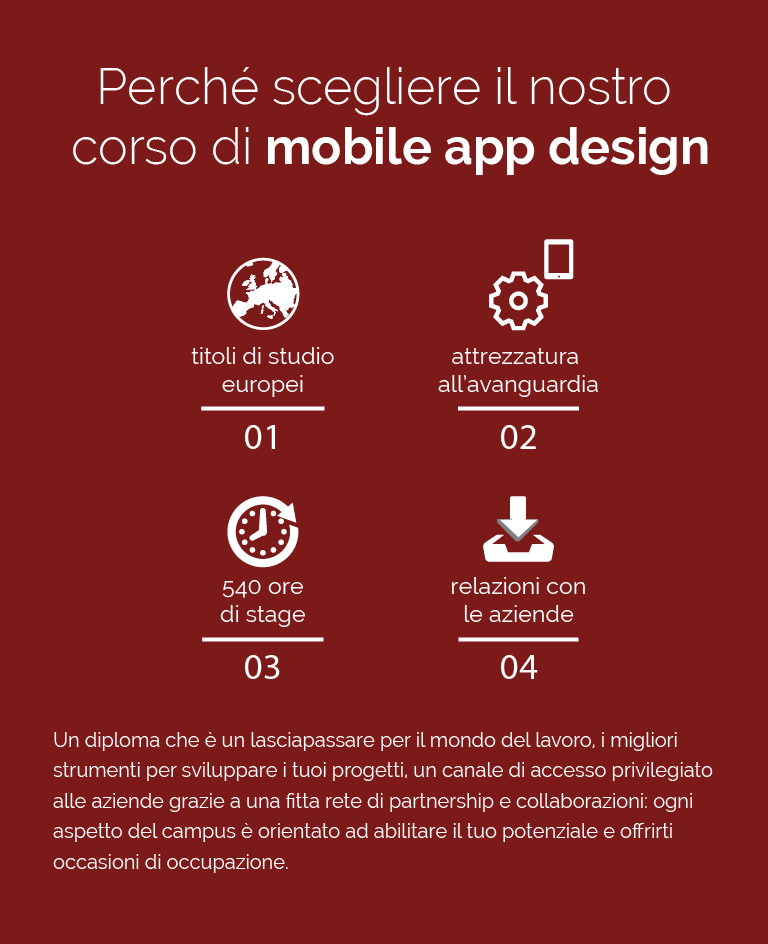 Perché scegliere il nostro
corso di mobile app design
titoli di studio
europei
01
attrezzatura
all'avanguardia
02
540 ore
di stage
03
relazioni con
le aziende
04
Un diploma che è un lasciapassare per il mondo del lavoro, i migliori
strumenti per sviluppare i tuoi progetti, un canale di accesso privilegiato
alle aziende grazie a una fitta rete di partnership e collaborazioni: ogni
aspetto del campus è orientato ad abilitare il tuo potenziale e offrirti
occasioni di occupazione.